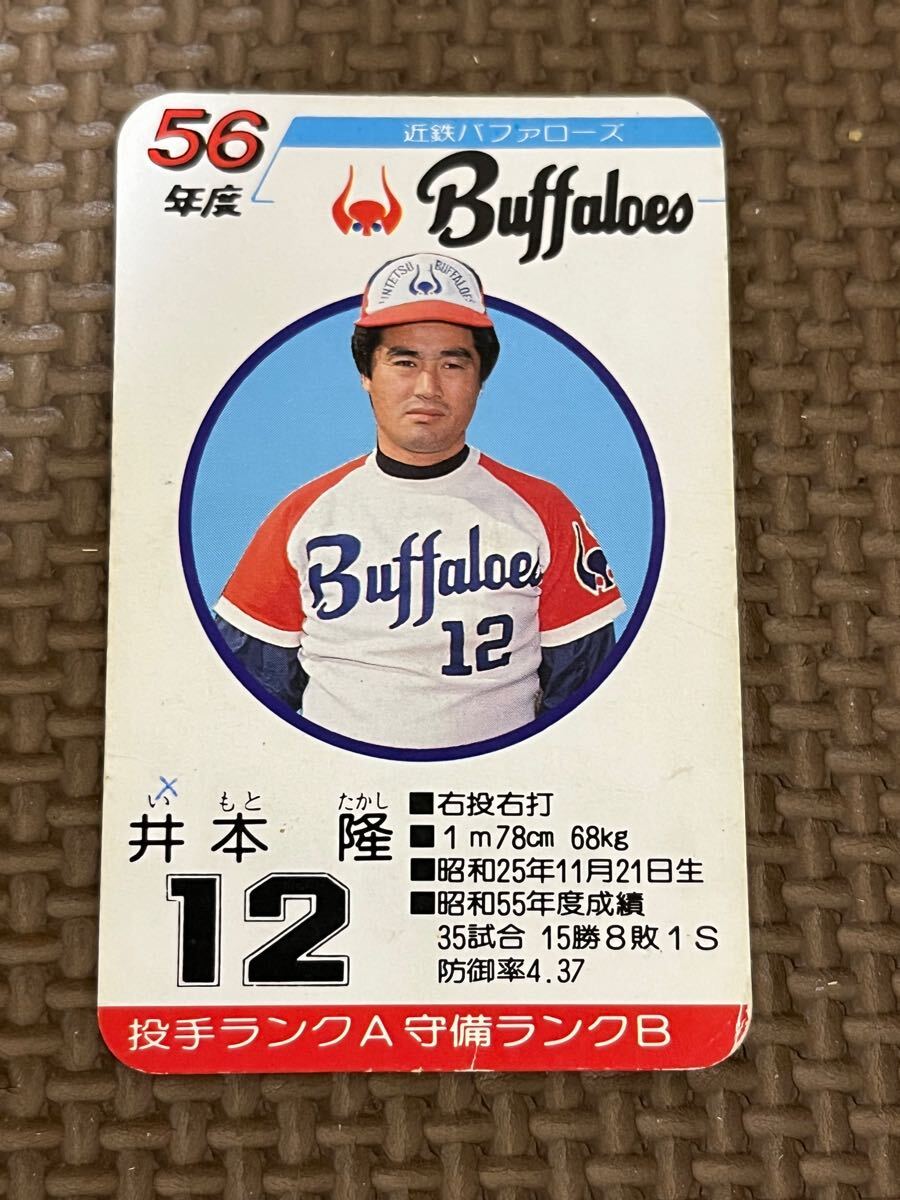 56
年度
近鉄バファローズ
Buffaloes
KINTETSU BUFFALOES
Buffaloes
12
い もと たかし
井本 隆
12
■右投右打
■1m78cm 68kg
■昭和25年11月21日生
■昭和55年度成績
35試合 15勝8敗1S
防御率4.37
投手ランクA 守備ランクB